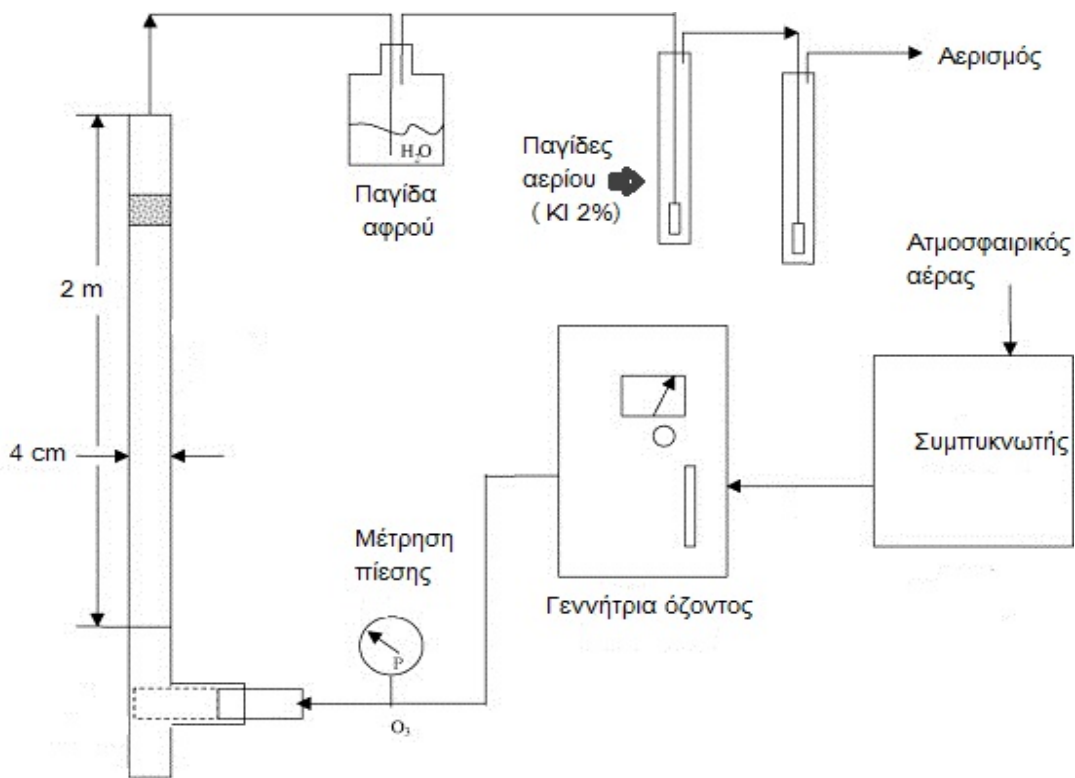 Αερισμός
H₂O
Παγίδα
αφρού
Παγίδες
αερίου
( KI 2%)
Ατμοσφαιρικός
αέρας
2 m
4 cm
Συμπυκνωτής
Μέτρηση
πίεσης
Γεννήτρια όζοντος
P
O₃